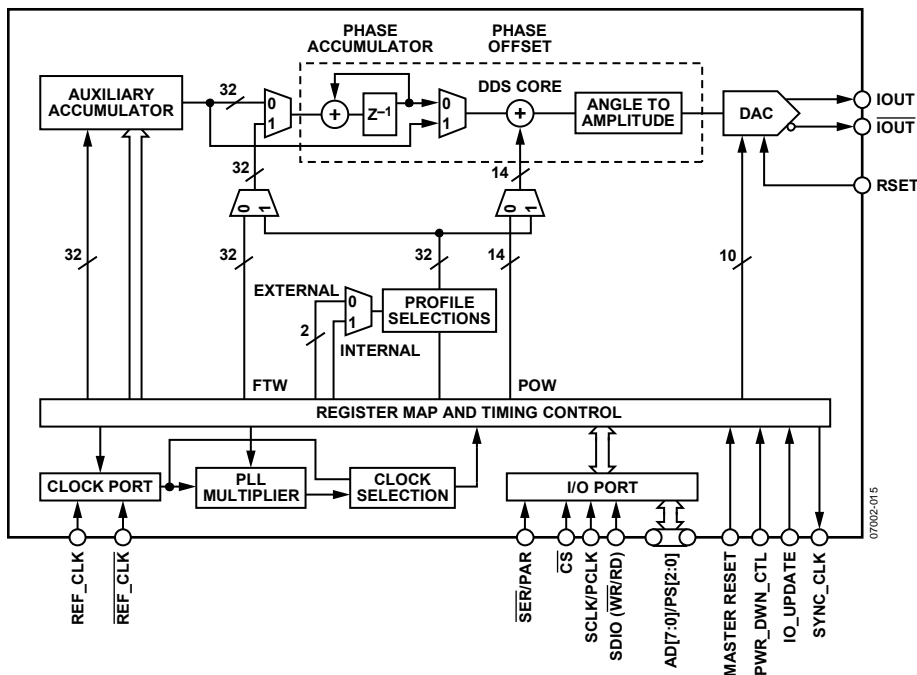 PHASE
ACCUMULATOR
PHASE
OFFSET
DDS CORE
AUXILIARY
ACCUMULATOR
32
0
1
+
Z–1
0
1
+
ANGLE TO
AMPLITUDE
DAC
IOUT
IOUT
RSET
32
14
0 1
0 1
32
32
32
14
10
EXTERNAL
0
1
PROFILE
SELECTIONS
2
INTERNAL
FTW
POW
REGISTER MAP AND TIMING CONTROL
CLOCK PORT
PLL
MULTIPLIER
CLOCK
SELECTION
I/O PORT
REF_CLK
REF_CLK
SER/PAR
CS
SCLK/PCLK
SDIO (WR/RD)
AD[7:0]/PS[2:0]
MASTER RESET
PWR_DWN_CTL
IO_UPDATE
SYNC_CLK
07002-015